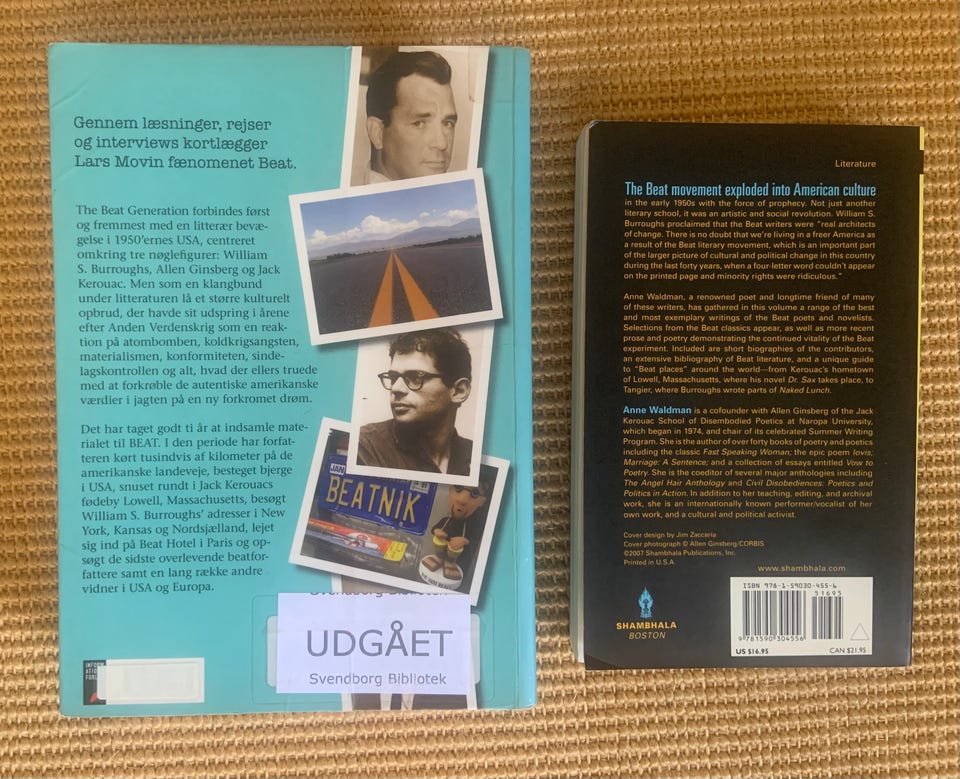 Gennem læsninger, rejser
og interviews kortlægger
Lars Movin fænomenet Beat.
The Beat Generation forbindes først
og fremmest med en litterær bevæ-
gelse i 1950'ernes USA, centreret
omkring tre nøglefigurer: William
S. Burroughs, Allen Ginsberg og Jack
Kerouac. Men som en klangbund
under litteraturen lå et større kulturelt
opbrud, der havde sit udspring i årene
efter Anden Verdenskrig som en reak-
tion på atombomben, koldkrigsangsten,
materialismen, konformiteten, sinde-
lagskontrollen og alt, hvad der ellers truede
med at forkrøble de autentiske amerikanske
værdier i jagten på en ny forkromet drøm.
Det har taget godt ti år at indsamle mate-
rialet til BEAT. I den periode har forfat-
teren kørt tusindvis af kilometer på de
amerikanske landeveje, besteget bjerge
i USA, snuset rundt i Jack Kerouacs
fødeby Lowell, Massachusetts, besøgt
William S. Burroughs' adresser i New
York, Kansas og Nordsjælland, lejet
sig ind på Beat Hotel i Paris og op-
søgt de sidste overlevende beatfor-
fattere samt en lang række andre
vidner i USA og Europa.
JAN
BEATNIK
Svendborg Bibliotek
UDGÅET
Svendborg Bibliotek
INFORM
ATION
FORL
Literature
The Beat movement exploded into American culture
in the early 1950s with the force of prophecy. Not just another
literary school, it was an artistic and social revolution. William S.
Burroughs proclaimed that the Beat writers were "real architects
of change. There is no doubt that we're living in a freer America as
a result of the Beat literary movement, which is an important part
of the larger picture of cultural and political change in this country
during the last forty years, when a four-letter word couldn't appear
on the printed page and minority rights were ridiculous."
Anne Waldman, a renowned poet and longtime friend of many
of these writers, has gathered in this volume a range of the best
and most exemplary writings of the Beat poets and novelists.
Selections from the Beat classics appear, as well as more recent
prose and poetry demonstrating the continued vitality of the Beat
experiment. Included are short biographies of the contributors,
an extensive bibliography of Beat literature, and a unique guide
to "Beat places" around the world—from Kerouac's hometown
of Lowell, Massachusetts, where his novel Dr. Sax takes place, to
Tangier, where Burroughs wrote parts of Naked Lunch.
Anne Waldman is a cofounder with Allen Ginsberg of the Jack
Kerouac School of Disembodied Poetics at Naropa University,
which began in 1974, and chair of its celebrated Summer Writing
Program. She is the author of over forty books of poetry and poetics
including the classic Fast Speaking Woman; the epic poem Iovis;
Marriage: A Sentence; and a collection of essays entitled Vow to
Poetry. She is the coeditor of several major anthologies including
The Angel Hair Anthology and Civil Disobediences: Poetics and
Politics in Action. In addition to her teaching, editing, and archival
work, she is an internationally known performer/vocalist of her
own work, and a cultural and political activist.
Cover design by Jim Zaccaria
Cover photograph © Allen Ginsberg/CORBIS
©2007 Shambhala Publications, Inc.
Printed in U.S.A.
www.shambhala.com
SHAMBHALA
BOSTON
ISBN 978-1-59030-455-6
51695
9781590304556
US $16.95
CAN $21.95